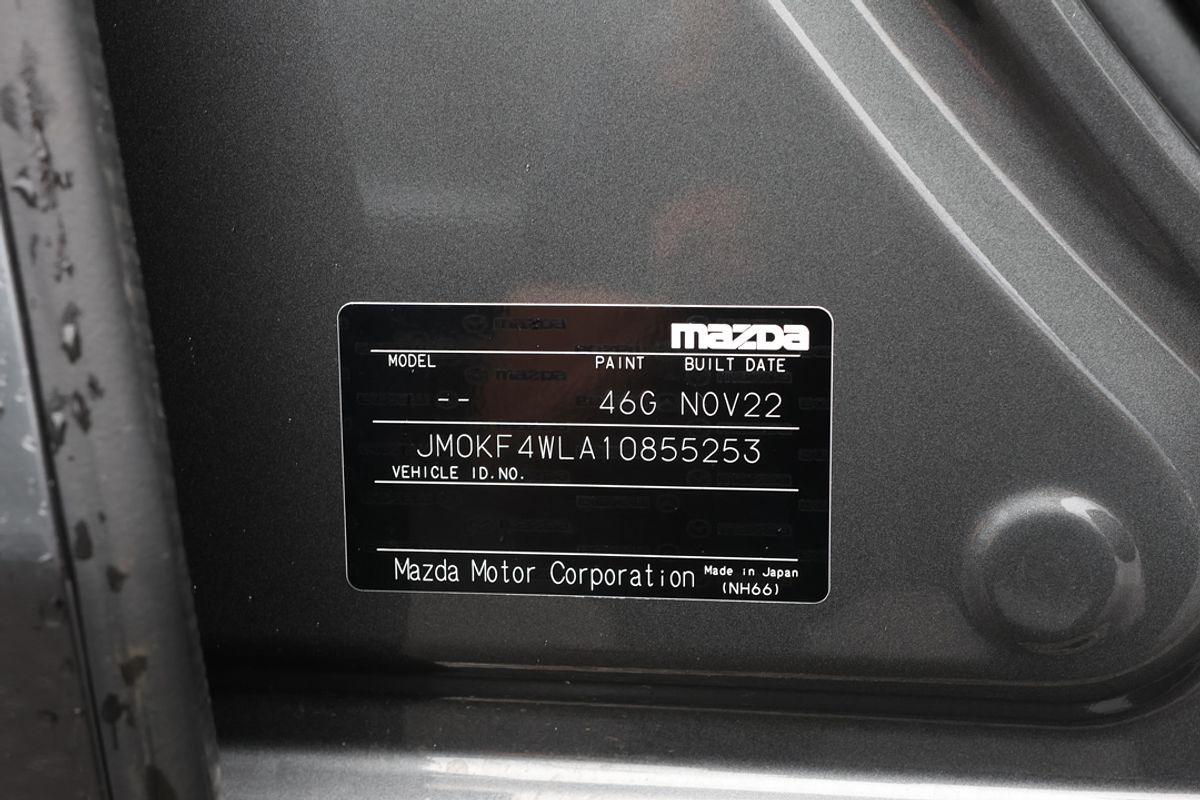 mazda
MODEL PAINT BUILT DATE
-- 46G NOV22
JM0KF4WLA10855253
VEHICLE ID.NO.
Mazda Motor Corporation Made in Japan
(NH66)